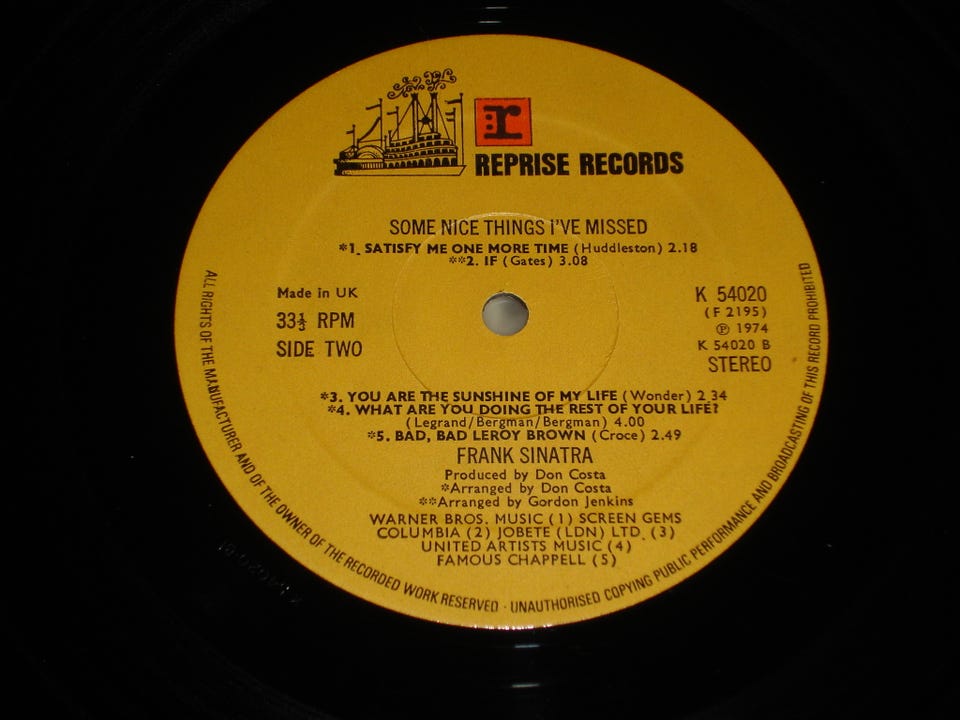 r
REPRISE RECORDS
SOME NICE THINGS I'VE MISSED
*1. SATISFY ME ONE MORE TIME (Huddleston) 2.18
**2. IF (Gates) 3.08
Made in UK
33⅓ RPM
SIDE TWO
K 54020
(F 2195)
℗ 1974
K 54020 B
STEREO
*3. YOU ARE THE SUNSHINE OF MY LIFE (Wonder) 2 34
*4. WHAT ARE YOU DOING THE REST OF YOUR LIFE?
(Legrand/Bergman/Bergman) 4.00
*5. BAD, BAD LEROY BROWN (Croce) 2.49
FRANK SINATRA
Produced by Don Costa
*Arranged by Don Costa
**Arranged by Gordon Jenkins
WARNER BROS. MUSIC (1) SCREEN GEMS
COLUMBIA (2) JOBETE (LDN) LTD. (3)
UNITED ARTISTS MUSIC (4)
FAMOUS CHAPPELL (5)
ALL RIGHTS OF THE MANUFACTURER AND OF THE OWNER OF THE RECORDED WORK RESERVED · UNAUTHORISED COPYING PUBLIC PERFORMANCE AND BROADCASTING OF THIS RECORD PROHIBITED